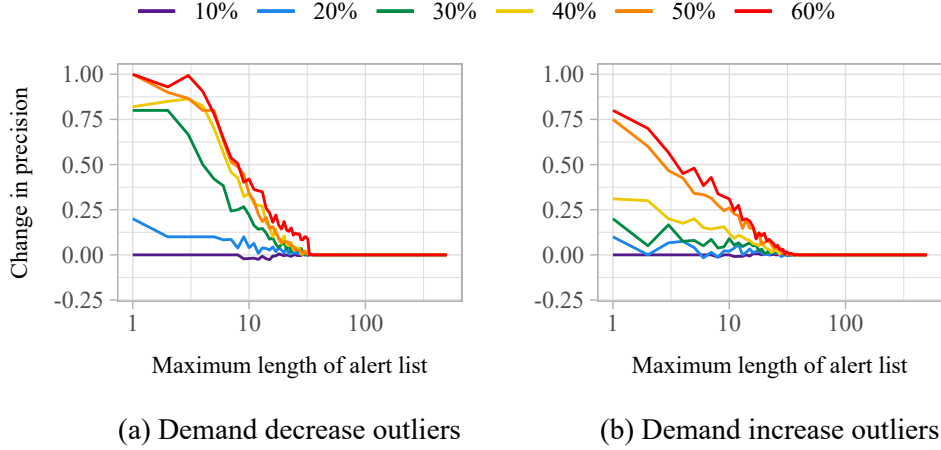 10% 20% 30% 40% 50% 60%
Change in precision
1.00
0.75
0.50
0.25
0.00
-0.25
1 10 100
Maximum length of alert list
(a) Demand decrease outliers
1.00
0.75
0.50
0.25
0.00
-0.25
1 10 100
Maximum length of alert list
(b) Demand increase outliers